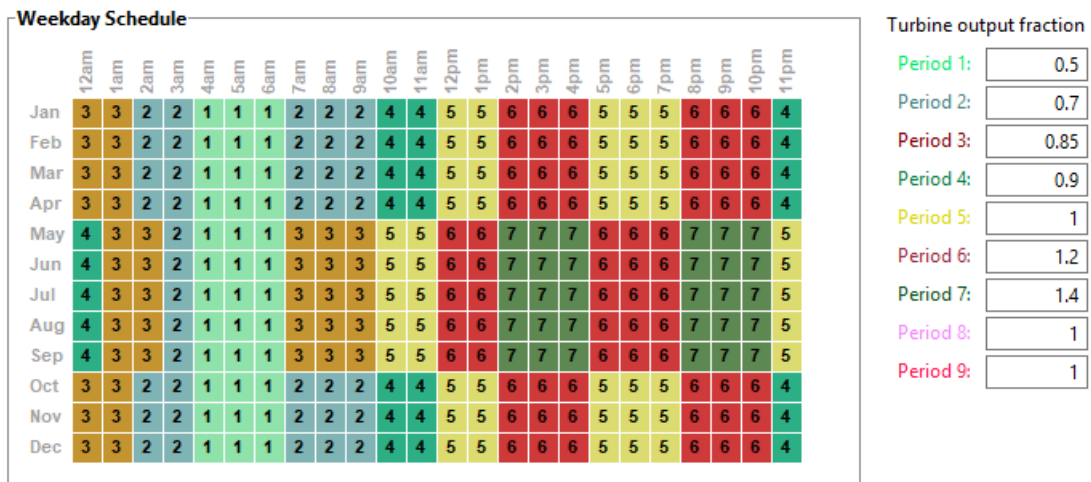 Weekday Schedule
12am 1am 2am 3am 4am 5am 6am 7am 8am 9am 10am 11am 12pm 1pm 2pm 3pm 4pm 5pm 6pm 7pm 8pm 9pm 10pm 11pm
Jan 3 3 2 2 1 1 1 2 2 2 4 4 5 5 6 6 6 5 5 5 6 6 6 4
Feb 3 3 2 2 1 1 1 2 2 2 4 4 5 5 6 6 6 5 5 5 6 6 6 4
Mar 3 3 2 2 1 1 1 2 2 2 4 4 5 5 6 6 6 5 5 5 6 6 6 4
Apr 3 3 2 2 1 1 1 2 2 2 4 4 5 5 6 6 6 5 5 5 6 6 6 4
May 4 3 3 2 1 1 1 3 3 3 5 5 6 6 7 7 7 6 6 6 7 7 7 5
Jun 4 3 3 2 1 1 1 3 3 3 5 5 6 6 7 7 7 6 6 6 7 7 7 5
Jul 4 3 3 2 1 1 1 3 3 3 5 5 6 6 7 7 7 6 6 6 7 7 7 5
Aug 4 3 3 2 1 1 1 3 3 3 5 5 6 6 7 7 7 6 6 6 7 7 7 5
Sep 4 3 3 2 1 1 1 3 3 3 5 5 6 6 7 7 7 6 6 6 7 7 7 5
Oct 3 3 2 2 1 1 1 2 2 2 4 4 5 5 6 6 6 5 5 5 6 6 6 4
Nov 3 3 2 2 1 1 1 2 2 2 4 4 5 5 6 6 6 5 5 5 6 6 6 4
Dec 3 3 2 2 1 1 1 2 2 2 4 4 5 5 6 6 6 5 5 5 6 6 6 4
Turbine output fraction
Period 1: 0.5
Period 2: 0.7
Period 3: 0.85
Period 4: 0.9
Period 5: 1
Period 6: 1.2
Period 7: 1.4
Period 8: 1
Period 9: 1